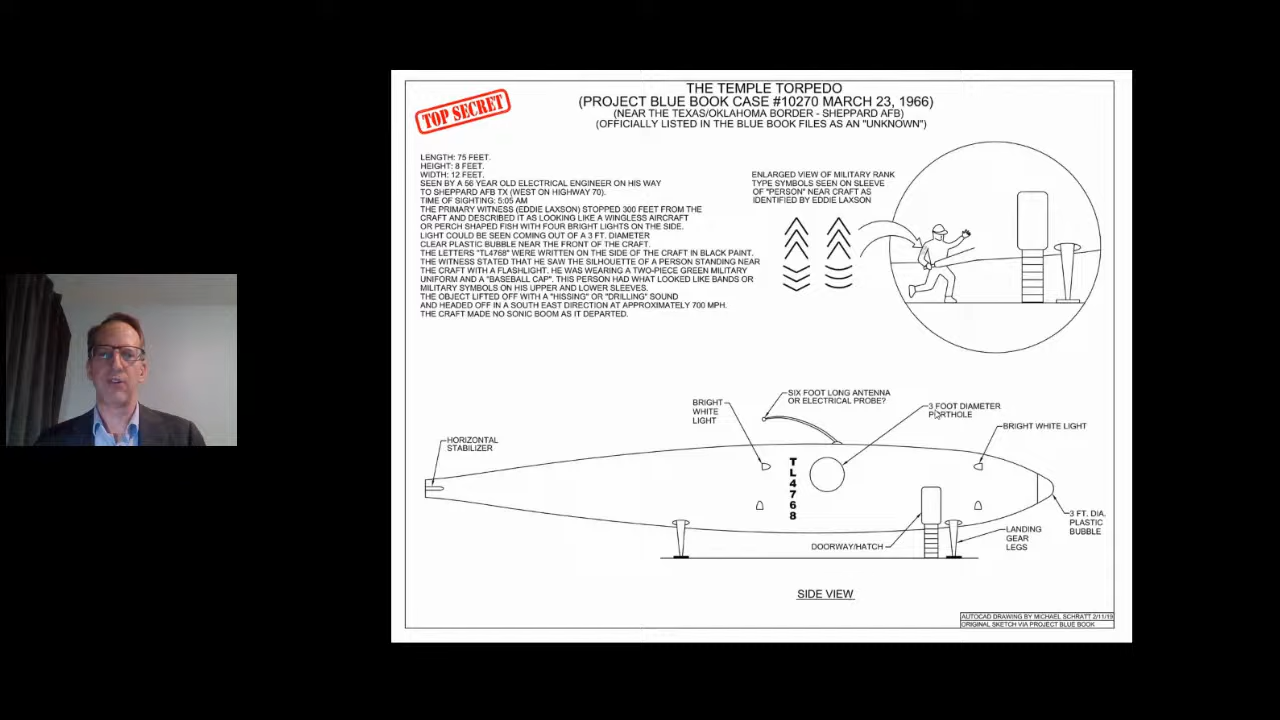 THE TEMPLE TORPEDO
(PROJECT BLUE BOOK CASE #10270 MARCH 23, 1966)
(NEAR THE TEXAS/OKLAHOMA BORDER - SHEPPARD AFB)
(OFFICIALLY LISTED IN THE BLUE BOOK FILES AS AN "UNKNOWN")
TOP SECRET
LENGTH: 75 FEET.
HEIGHT: 8 FEET.
WIDTH: 12 FEET.
SEEN BY A 56 YEAR OLD ELECTRICAL ENGINEER ON HIS WAY
TO SHEPPARD AFB TX (WEST ON HIGHWAY 70).
TIME OF SIGHTING: 5:05 AM
THE PRIMARY WITNESS (EDDIE LAXSON) STOPPED 300 FEET FROM THE
CRAFT AND DESCRIBED IT AS LOOKING LIKE A WINGLESS AIRCRAFT
OR PERCH SHAPED FISH WITH FOUR BRIGHT LIGHTS ON THE SIDE.
LIGHT COULD BE SEEN COMING OUT OF A 3 FT. DIAMETER
CLEAR PLASTIC BUBBLE NEAR THE FRONT OF THE CRAFT.
THE LETTERS "TL4768" WERE WRITTEN ON THE SIDE OF THE CRAFT IN BLACK PAINT.
THE WITNESS STATED THAT HE SAW THE SILHOUETTE OF A PERSON STANDING NEAR
THE CRAFT WITH A FLASHLIGHT. HE WAS WEARING A TWO-PIECE GREEN MILITARY
UNIFORM AND A "BASEBALL CAP". THIS PERSON HAD WHAT LOOKED LIKE BANDS OR
MILITARY SYMBOLS ON HIS UPPER AND LOWER SLEEVES.
THE OBJECT LIFTED OFF WITH A "HISSING" OR "DRILLING" SOUND
AND HEADED OFF IN A SOUTH EAST DIRECTION AT APPROXIMATELY 700 MPH.
THE CRAFT MADE NO SONIC BOOM AS IT DEPARTED.
ENLARGED VIEW OF MILITARY RANK
TYPE SYMBOLS SEEN ON SLEEVE
OF "PERSON" NEAR CRAFT AS
IDENTIFIED BY EDDIE LAXSON
SIX FOOT LONG ANTENNA
OR ELECTRICAL PROBE?
BRIGHT
WHITE
LIGHT
3 FOOT DIAMETER
PORTHOLE
BRIGHT WHITE LIGHT
HORIZONTAL
STABILIZER
TL4768
3 FT. DIA.
PLASTIC
BUBBLE
LANDING
GEAR
LEGS
DOORWAY/HATCH
SIDE VIEW
AUTOCAD DRAWING BY MICHAEL SCHRATT 2/11/19
ORIGINAL SKETCH VIA PROJECT BLUE BOOK